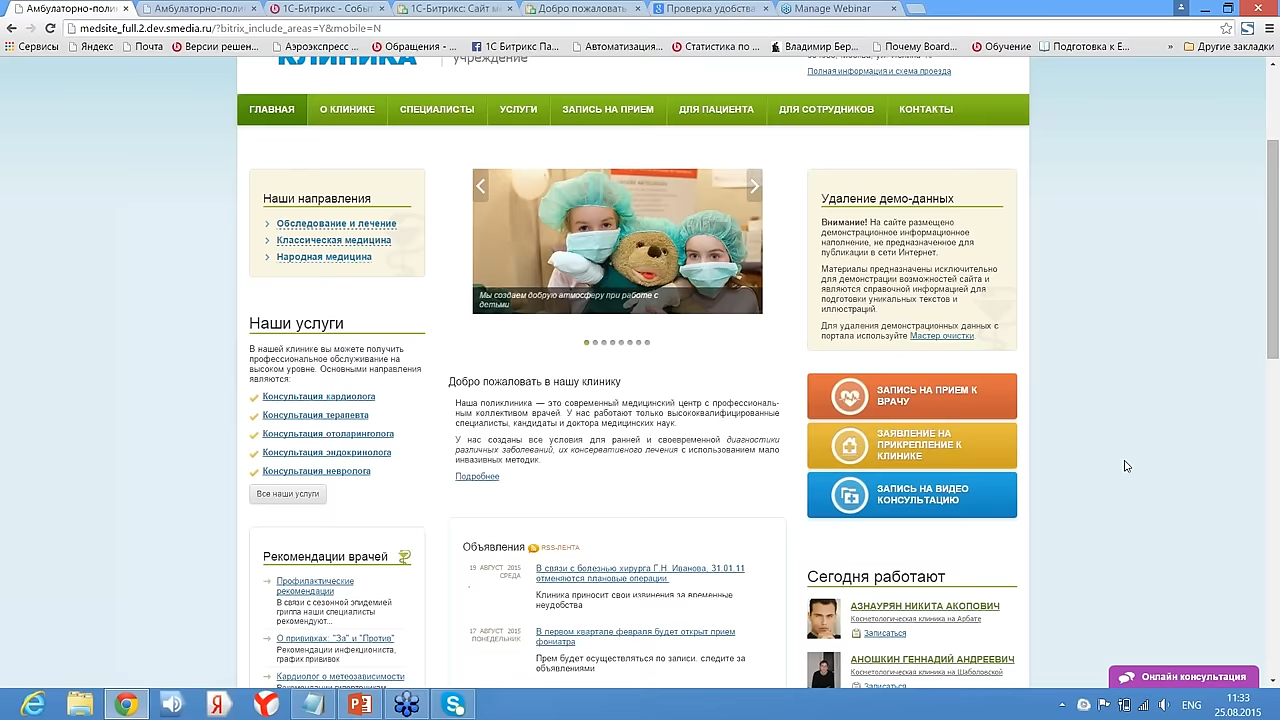 Амбулаторно-поли
Амбулаторно-полик
1С-Битрикс - Событ
1С-Битрикс: Сайт м
Добро пожаловать
Проверка удобства
Manage Webinar
medsite_full.2.dev.smedia.ru/?bitrix_include_areas=Y&mobile=N
Сервисы
Яндекс
Почта
Версии решен...
Аэроэкспресс ...
Обращения - ...
1С Битрикс Па...
Автоматизация...
Статистика по ...
Владимир Бер...
Почему Board...
Обучение
Подготовка к Е...
»
Другие закладки
КЛИНИКА
учреждение
Полная информация и схема проезда
ГЛАВНАЯ
О КЛИНИКЕ
СПЕЦИАЛИСТЫ
УСЛУГИ
ЗАПИСЬ НА ПРИЕМ
ДЛЯ ПАЦИЕНТА
ДЛЯ СОТРУДНИКОВ
КОНТАКТЫ
Наши направления
Обследование и лечение
Классическая медицина
Народная медицина
Наши услуги
В нашей клинике вы можете получить
профессиональное обслуживание на
высоком уровне. Основными направления
являются:
Консультация кардиолога
Консультация терапевта
Консультация отоларинголога
Консультация эндокринолога
Консультация невролога
Все наши услуги
Рекомендации врачей
Профилактические
рекомендации
В связи с сезонной эпидемией
гриппа наши специалисты
рекомендуют...
О прививках: "За" и "Против"
Рекомендации инфекциониста,
график прививок
Кардиолог о метеозависимости
Мы создаем добрую атмосферу при работе с
детьми
Добро пожаловать в нашу клинику
Наша поликлиника — это современный медицинский центр с профессиональ-
ным коллективом врачей. У нас работают только высококвалифицированные
специалисты, кандидаты и доктора медицинских наук.
У нас созданы все условия для ранней и своевременной диагностики
различных заболеваний, их консервативного лечения с использованием мало
инвазивных методик.
Подробнее
Объявления
RSS-ЛЕНТА
19 АВГУСТ 2015
СРЕДА
В связи с болезнью хирурга Г.Н. Иванова, 31.01.11
отменяются плановые операции.
Клиника приносит свои извинения за временные
неудобства
17 АВГУСТ 2015
ПОНЕДЕЛЬНИК
В первом квартале февраля будет открыт прием
фониатра
Прем будет осуществляться по записи. следите за
объявлениями
Удаление демо-данных
Внимание! На сайте размещено
демонстрационное информационное
наполнение, не предназначенное для
публикации в сети Интернет.
Материалы предназначены исключительно
для демонстрации возможностей сайта и
являются справочной информацией для
подготовки уникальных текстов и
иллюстраций.
Для удаления демонстрационных данных с
портала используйте Мастер очистки.
ЗАПИСЬ НА ПРИЕМ К
ВРАЧУ
ЗАЯВЛЕНИЕ НА
ПРИКРЕПЛЕНИЕ К
КЛИНИКЕ
ЗАПИСЬ НА ВИДЕО
КОНСУЛЬТАЦИЮ
Сегодня работают
АЗНАУРЯН НИКИТА АКОПОВИЧ
Косметологическая клиника на Арбате
Записаться
АНОШКИН ГЕННАДИЙ АНДРЕЕВИЧ
Косметологическая клиника на Шаболовской
Записаться
Онлайн консультация
ENG
11:33
25.08.2015